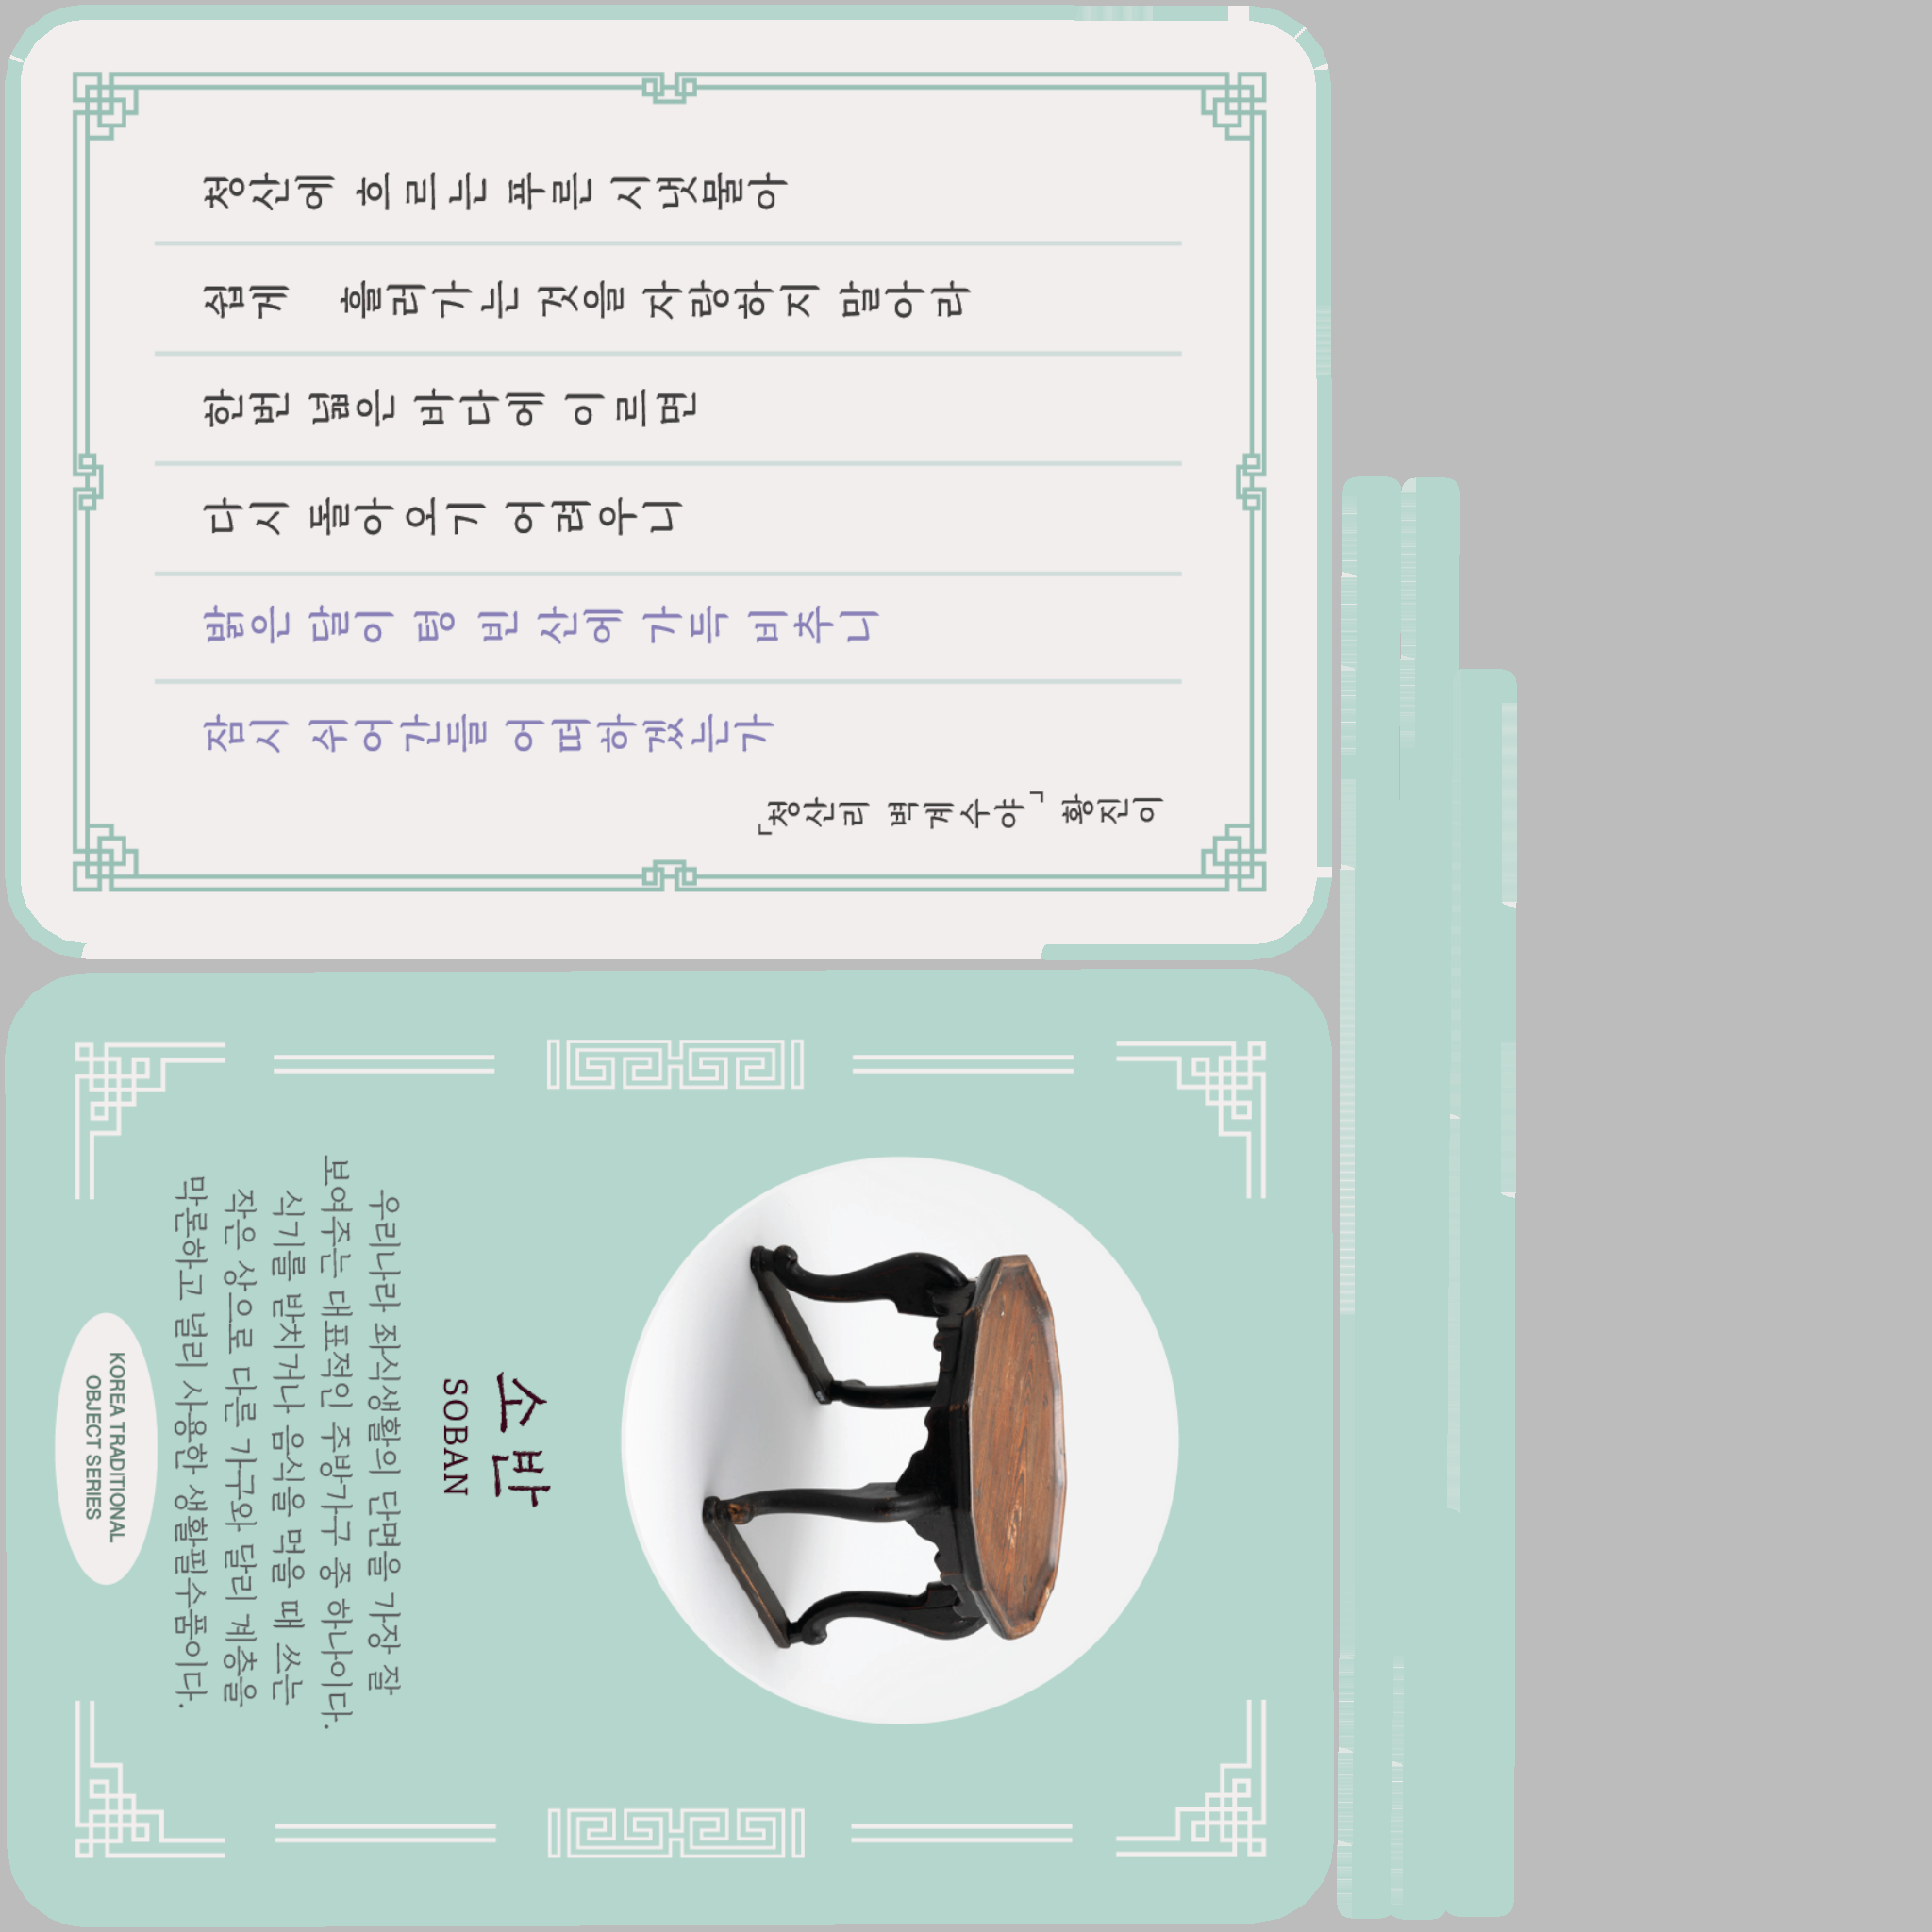 청산에 흐르는 푸른 시냇물아
쉽게 흘러가는 것을 자랑하지 말아라
한번 넓은 바다에 이르면
다시 돌아오기 어려우니
밝은 달이 텅 빈 산에 가득 비추니
잠시 쉬어간들 어떠하겠는가
「청산리 벽계수야」 황진이
소반
SOBAN
우리나라 좌식생활의 단면을 가장 잘
보여주는 대표적인 주방가구 중 하나이다.
식기를 받치거나 음식을 먹을 때 쓰는
작은 상으로 다른 가구와 달리 계층을
막론하고 널리 사용한 생활필수품이다.
KOREA TRADITIONAL
OBJECT SERIES